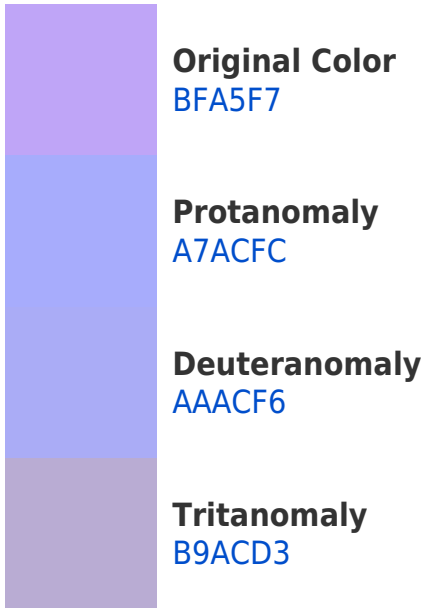 Original Color
BFA5F7
Protanomaly
A7ACFC
Deuteranomaly
AAACF6
Tritanomaly
B9ACD3